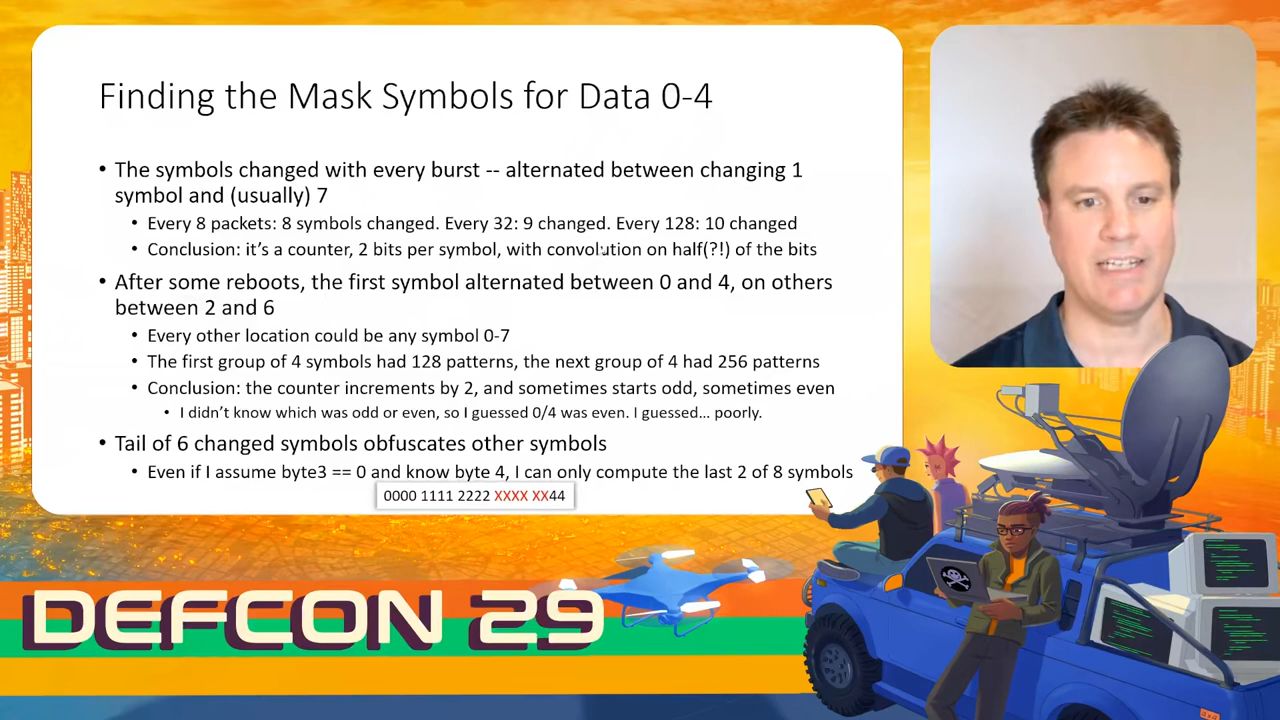 Finding the Mask Symbols for Data 0-4
• The symbols changed with every burst -- alternated between changing 1
symbol and (usually) 7
• Every 8 packets: 8 symbols changed. Every 32: 9 changed. Every 128: 10 changed
• Conclusion: it's a counter, 2 bits per symbol, with convolution on half(?!) of the bits
• After some reboots, the first symbol alternated between 0 and 4, on others
between 2 and 6
• Every other location could be any symbol 0-7
• The first group of 4 symbols had 128 patterns, the next group of 4 had 256 patterns
• Conclusion: the counter increments by 2, and sometimes starts odd, sometimes even
• I didn't know which was odd or even, so I guessed 0/4 was even. I guessed... poorly.
• Tail of 6 changed symbols obfuscates other symbols
• Even if I assume byte3 == 0 and know byte 4, I can only compute the last 2 of 8 symbols
0000 1111 2222 XXXX XX44
DEFCON 29